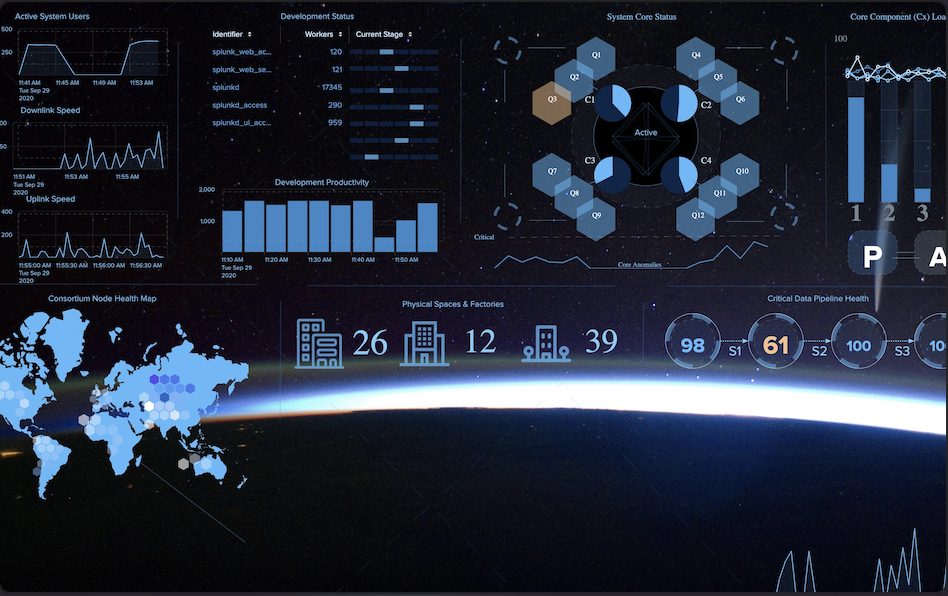 Active System Users
500
250
11:41 AM 11:45 AM 11:49 AM
Tue Sep 29
2020
Downlink Speed
50
11:51 AM 11:53 AM 11:55 AM
Tue Sep 29
2020
Uplink Speed
400
200
11:55:00 AM 11:55:30 AM 11:56:00 AM 11:56:30 AM
Tue Sep 29
2020
Development Status
Identifier Workers Current Stage
splunk_web_ac... 120
splunk_web_se... 121
splunkd 17345
splunkd_access 290
splunkd_ui_acc... 959
Development Productivity
2,000
1,000
11:10 AM 11:20 AM 11:30 AM 11:40 AM 11:50 AM
Tue Sep 29
2020
System Core Status
Q1 Q4
Q2 Q5
Q3 C1 C2 Q6
Active
C3 C4
Q7 Q10
Q8 Q11
Q9 Q12
Critical
Core Anomalies
Core Component (Cx) Loa
100
1 2 3
P A
Consortium Node Health Map
Physical Spaces & Factories
26 12 39
Critical Data Pipeline Health
98 S1 61 S2 100 S3 10